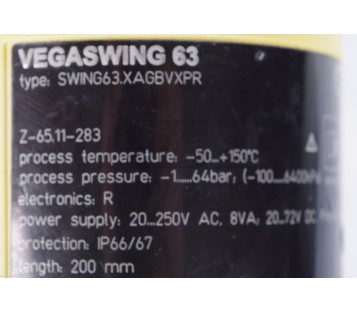 VEGASWING 63
type: SWING63.XAGBVXPR
Z-65.11-283
process temperature: -50...+150°C
process pressure: -1.....64bar; (-100....6400kPa
electronics: R
power supply: 20...250V AC, 8VA; 20...72V DC,
protection: IP66/67
length: 200 mm